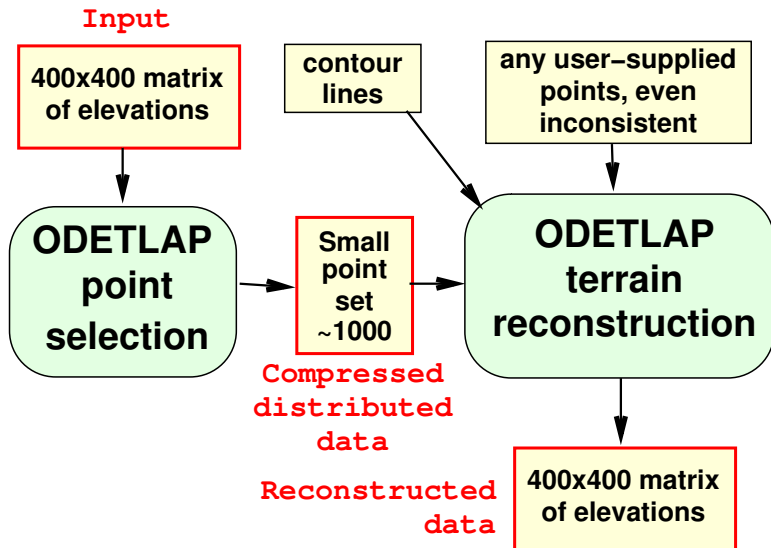 Input
400x400 matrix
of elevations
contour
lines
any user−supplied
points, even
inconsistent
ODETLAP
point
selection
Small
point
set
~1000
ODETLAP
terrain
reconstruction
Compressed
distributed
data
Reconstructed
data
400x400 matrix
of elevations